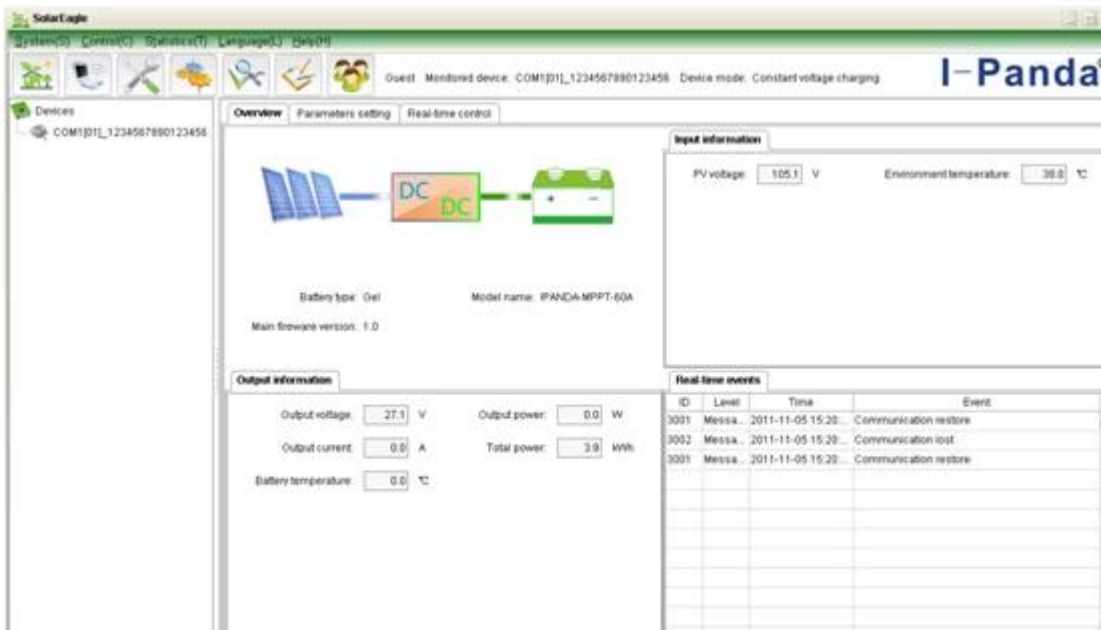 SolarEagle
System(S) Control(C) Statistics(T) Language(L) Help(H)
Guest Monitored device: COM1[01]_1234567890123456 Device mode: Constant voltage charging
I-Panda
Devices
COM1[01]_1234567890123456
Overview Parameters setting Real-time control
DC
DC
+ −
Battery type: Gel Model name: IPANDA-MPPT-60A
Main fireware version: 1.0
Input information
PV voltage: 105.1 V Environment temperature: 38.0 ℃
Output information
Output voltage: 27.1 V Output power: 0.0 W
Output current: 0.0 A Total power: 3.9 kWh
Battery temperature: 0.0 ℃
Real-time events
ID Level Time Event
3001 Messa... 2011-11-05 15:20:... Communication restore
3002 Messa... 2011-11-05 15:20:... Communication lost
3001 Messa... 2011-11-05 15:20:... Communication restore